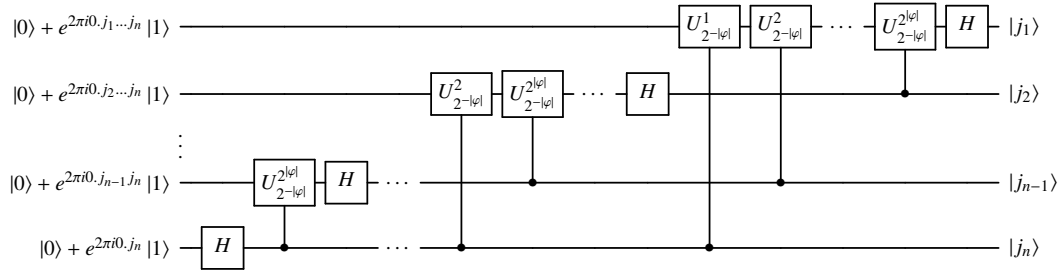 |0⟩ + e^{2πi0.j_1...j_n} |1⟩ U^1_{2-|φ|} U^2_{2-|φ|} ··· U^{2^{|φ|}}_{2-|φ|} H |j_1⟩
|0⟩ + e^{2πi0.j_2...j_n} |1⟩ U^2_{2-|φ|} U^{2^{|φ|}}_{2-|φ|} ··· H |j_2⟩
⋮
|0⟩ + e^{2πi0.j_{n-1}j_n} |1⟩ U^{2^{|φ|}}_{2-|φ|} H ··· |j_{n-1}⟩
|0⟩ + e^{2πi0.j_n} |1⟩ H ··· |j_n⟩